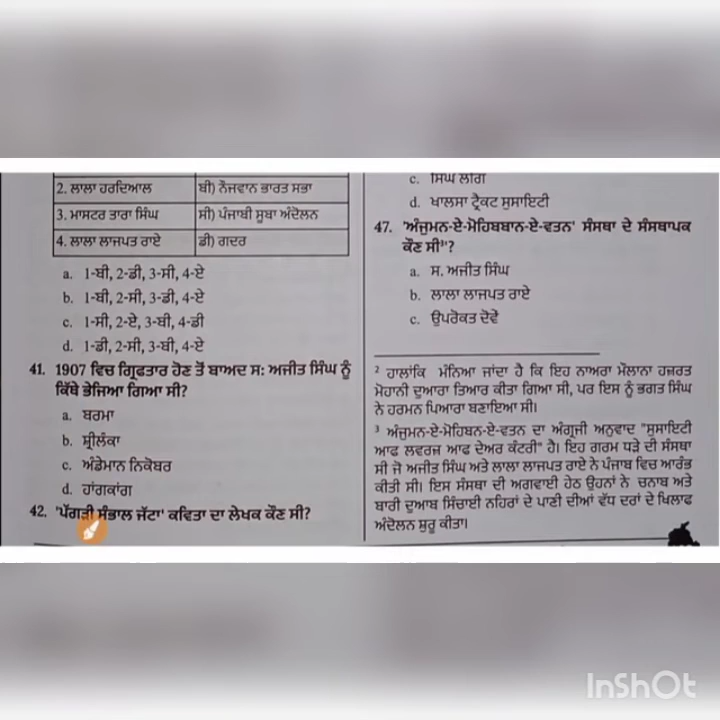 2. ਲਾਲਾ ਹਰਦਿਆਲ
ਬੀ) ਨੌਜਵਾਨ ਭਾਰਤ ਸਭਾ
3. ਮਾਸਟਰ ਤਾਰਾ ਸਿੰਘ
ਸੀ) ਪੰਜਾਬੀ ਸੂਬਾ ਅੰਦੋਲਨ
4. ਲਾਲਾ ਲਾਜਪਤ ਰਾਏ
ਡੀ) ਗਦਰ
a. 1-ਬੀ, 2-ਡੀ, 3-ਸੀ, 4-ਏ
b. 1-ਬੀ, 2-ਸੀ, 3-ਡੀ, 4-ਏ
c. 1-ਸੀ, 2-ਏ, 3-ਬੀ, 4-ਡੀ
d. 1-ਡੀ, 2-ਸੀ, 3-ਬੀ, 4-ਏ
41. 1907 ਵਿਚ ਗ੍ਰਿਫਤਾਰ ਹੋਣ ਤੋਂ ਬਾਅਦ ਸ: ਅਜੀਤ ਸਿੰਘ ਨੂੰ
ਕਿੱਥੇ ਭੇਜਿਆ ਗਿਆ ਸੀ?
a. ਬਰਮਾ
b. ਸ਼੍ਰੀਲੰਕਾ
c. ਅੰਡੇਮਾਨ ਨਿਕੋਬਰ
d. ਹਾਂਗਕਾਂਗ
42. 'ਪੱਗੜੀ ਸੰਭਾਲ ਜੱਟਾ' ਕਵਿਤਾ ਦਾ ਲੇਖਕ ਕੌਣ ਸੀ?
c. ਸਿੰਘ ਲੀਗ
d. ਖਾਲਸਾ ਟ੍ਰੈਕਟ ਸੁਸਾਇਟੀ
47. 'ਅੰਜੁਮਨ-ਏ-ਮੋਹਿਬਬਾਨ-ਏ-ਵਤਨ' ਸੰਸਥਾ ਦੇ ਸੰਸਥਾਪਕ
ਕੌਣ ਸੀ³'?
a. ਸ. ਅਜੀਤ ਸਿੰਘ
b. ਲਾਲਾ ਲਾਜਪਤ ਰਾਏ
c. ਉਪਰੋਕਤ ਦੋਵੇਂ
² ਹਾਲਾਂਕਿ ਮੰਨਿਆ ਜਾਂਦਾ ਹੈ ਕਿ ਇਹ ਨਾਅਰਾ ਮੌਲਾਨਾ ਹਜ਼ਰਤ
ਮੋਹਾਨੀ ਦੁਆਰਾ ਤਿਆਰ ਕੀਤਾ ਗਿਆ ਸੀ, ਪਰ ਇਸ ਨੂੰ ਭਗਤ ਸਿੰਘ
ਨੇ ਹਰਮਨ ਪਿਆਰਾ ਬਣਾਇਆ ਸੀ।
³ ਅੰਜੁਮਨ-ਏ-ਮੋਹਿਬਨ-ਏ-ਵਤਨ ਦਾ ਅੰਗ੍ਰੇਜੀ ਅਨੁਵਾਦ "ਸੁਸਾਇਟੀ
ਆਫ ਲਵਰਜ਼ ਆਫ ਦੇਅਰ ਕੰਟਰੀ" ਹੈ। ਇਹ ਗਰਮ ਧੜੇ ਦੀ ਸੰਸਥਾ
ਸੀ ਜੋ ਅਜੀਤ ਸਿੰਘ ਅਤੇ ਲਾਲਾ ਲਾਜਪਤ ਰਾਏ ਨੇ ਪੰਜਾਬ ਵਿਚ ਆਰੰਭ
ਕੀਤੀ ਸੀ। ਇਸ ਸੰਸਥਾ ਦੀ ਅਗਵਾਈ ਹੇਠ ਉਹਨਾਂ ਨੇ ਚਨਾਬ ਅਤੇ
ਬਾਰੀ ਦੁਆਬ ਸਿੰਚਾਈ ਨਹਿਰਾਂ ਦੇ ਪਾਣੀ ਦੀਆਂ ਵੱਧ ਦਰਾਂ ਦੇ ਖਿਲਾਫ
ਅੰਦੋਲਨ ਸ਼ੁਰੂ ਕੀਤਾ।
InShOt